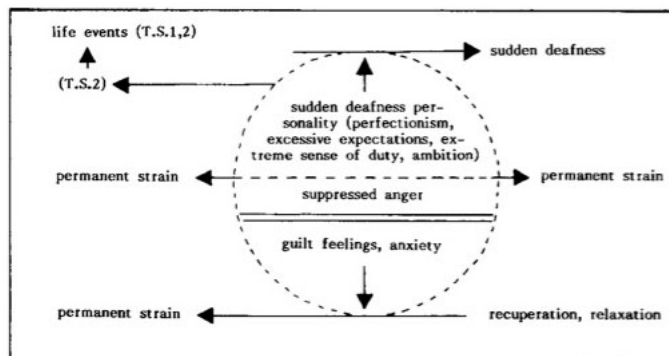 life events (T.S.1,2)
sudden deafness
(T.S.2)
sudden deafness per-
sonality (perfectionism,
excessive expectations, ex-
treme sense of duty, ambition)
permanent strain
permanent strain
suppressed anger
guilt feelings, anxiety
permanent strain
recuperation, relaxation